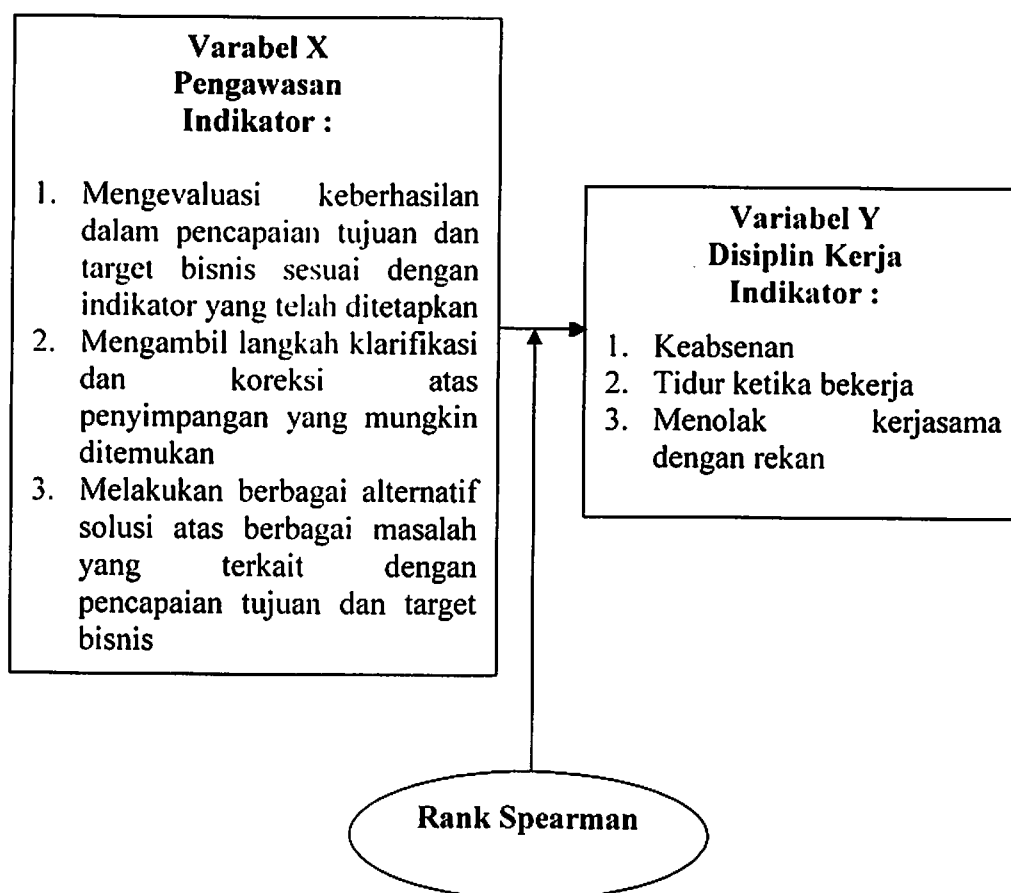 Varabel X
Pengawasan
Indikator :
1. Mengevaluasi keberhasilan
dalam pencapaian tujuan dan
target bisnis sesuai dengan
indikator yang telah ditetapkan
2. Mengambil langkah klarifikasi
dan koreksi atas
penyimpangan yang mungkin
ditemukan
3. Melakukan berbagai alternatif
solusi atas berbagai masalah
yang terkait dengan
pencapaian tujuan dan target
bisnis
Variabel Y
Disiplin Kerja
Indikator :
1. Keabsenan
2. Tidur ketika bekerja
3. Menolak kerjasama
dengan rekan
Rank Spearman